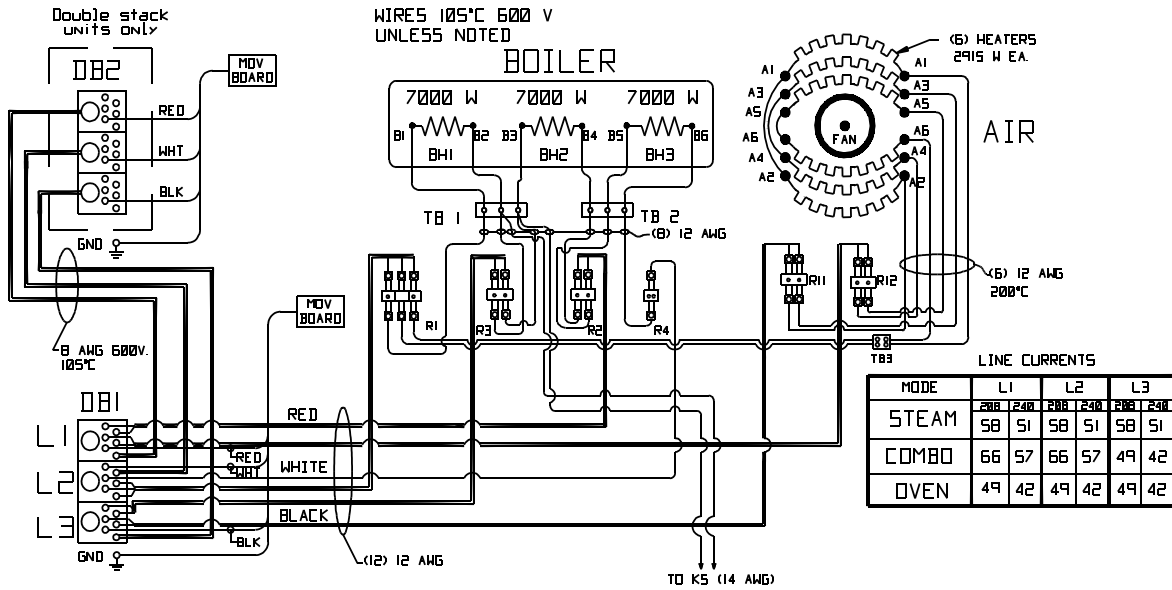 Double stack
units only
WIRES 105°C 600 V
UNLESS NOTED
BOILER
(6) HEATERS
2915 W EA.
MOV
BOARD
DB2
RED
WHT
BLK
GND
7000 W 7000 W 7000 W
B1 B2 B3 B4 B5 B6
BH1 BH2 BH3
A1 A1
A3 A3
A5 A5
A6 A6
A4 A4
A2 A2
FAN
AIR
TB 1
TB 2
(8) 12 AWG
R1
R3
R2
R4
R11
R12
(6) 12 AWG
200°C
TB3
MOV
BOARD
8 AWG 600V.
105°C
DB1
L1
L2
L3
RED
RED
WHT
WHITE
BLACK
BLK
GND
(12) 12 AWG
TO K5 (14 AWG)
LINE CURRENTS
MODE L1 L2 L3
208 240 208 240 208 240
STEAM 58 51 58 51 58 51
COMBO 66 57 66 57 49 42
OVEN 49 42 49 42 49 42